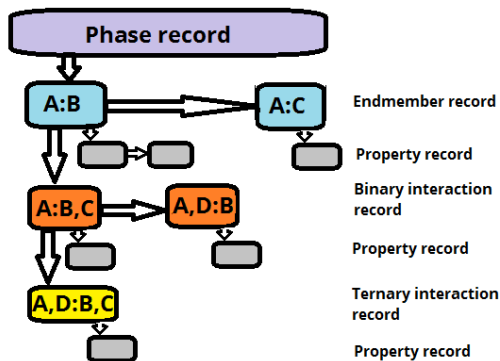 Phase record
A:B
A:C
Endmember record
Property record
A:B,C
A,D:B
Binary interaction
record
Property record
A,D:B,C
Ternary interaction
record
Property record